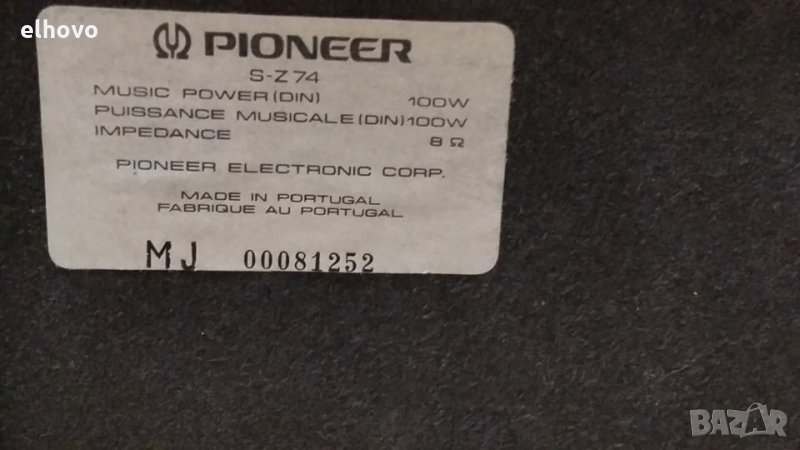 elhovo
PIONEER
S-Z74
MUSIC POWER (DIN) 100W
PUISSANCE MUSICALE (DIN) 100W
IMPEDANCE 8 Ω
PIONEER ELECTRONIC CORP.
MADE IN PORTUGAL
FABRIQUE AU PORTUGAL
MJ 00081252
BAZAR